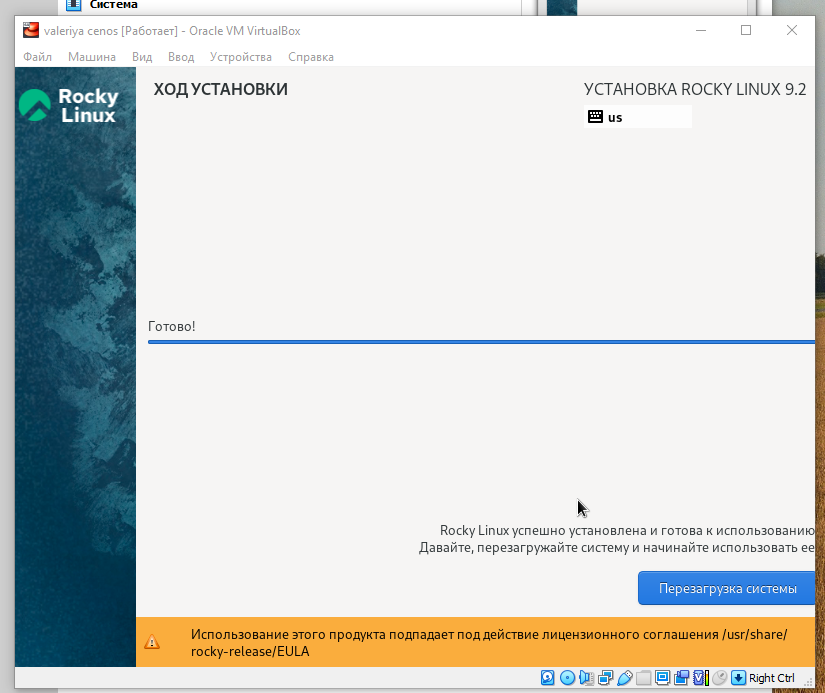 Система
valeriya cenos [Работает] - Oracle VM VirtualBox
Файл Машина Вид Ввод Устройства Справка
Rocky
Linux
ХОД УСТАНОВКИ
УСТАНОВКА ROCKY LINUX 9.2
us
Готово!
Rocky Linux успешно установлена и готова к использованию
Давайте, перезагружайте систему и начинайте использовать ее
Перезагрузка системы
Использование этого продукта подпадает под действие лицензионного соглашения /usr/share/
rocky-release/EULA
Right Ctrl